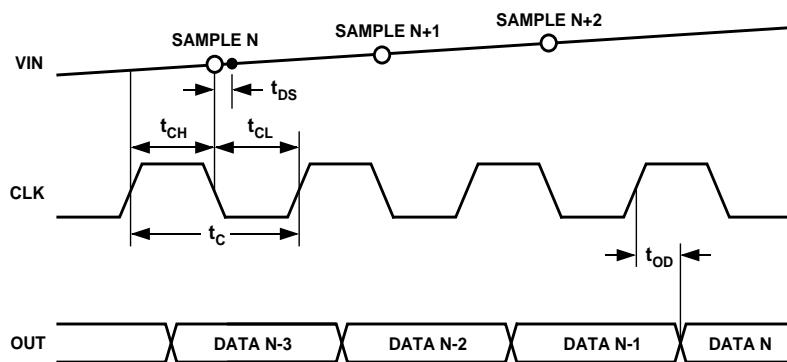 SAMPLE N
SAMPLE N+1
SAMPLE N+2
VIN
tDS
tCH
tCL
CLK
tC
tOD
OUT
DATA N-3
DATA N-2
DATA N-1
DATA N